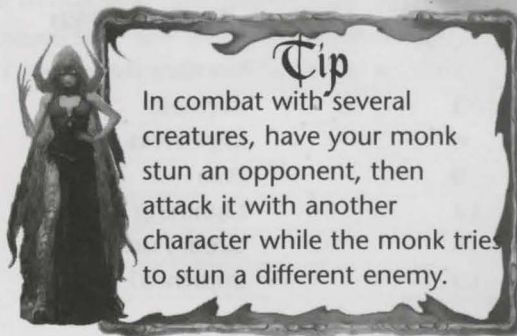 Tip
In combat with several
creatures, have your monk
stun an opponent, then
attack it with another
character while the monk tries
to stun a different enemy.